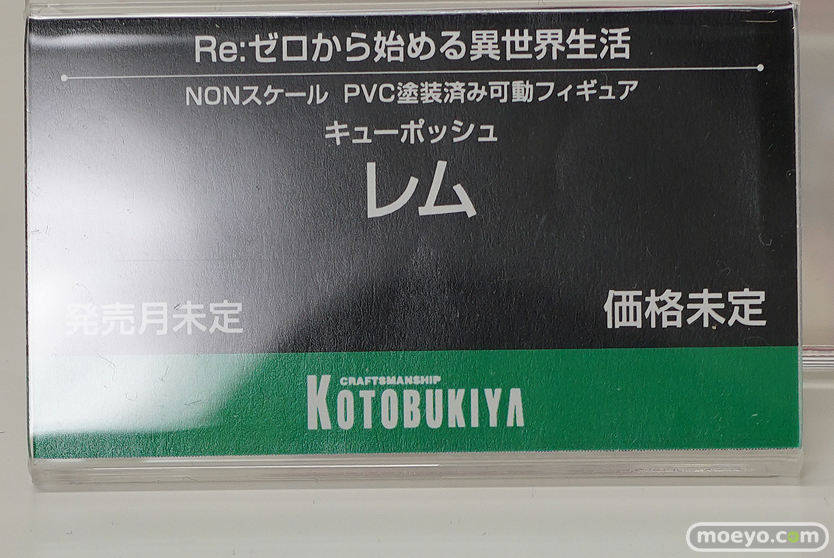 Re:ゼロから始める異世界生活
NONスケール PVC塗装済み可動フィギュア
キューポッシュ
レム
発売月未定
価格未定
CRAFTSMANSHIP
KOTOBUKIYA
moeyo.com